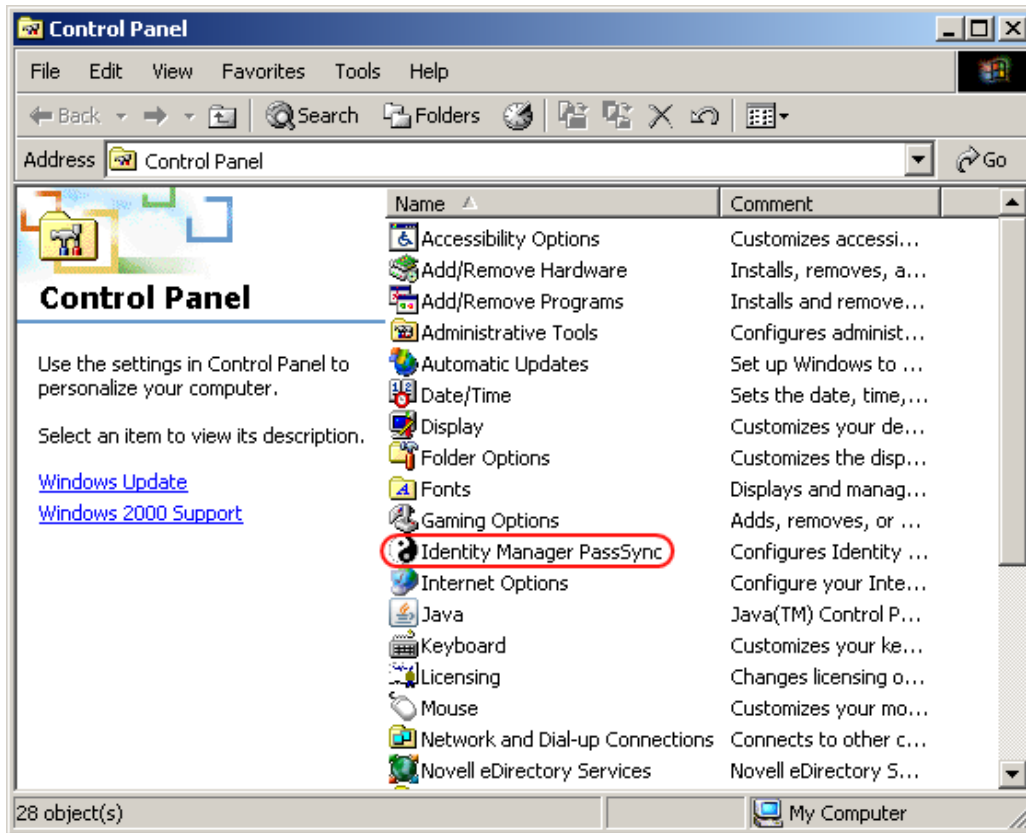 Control Panel
File Edit View Favorites Tools Help
Back Search Folders
Address Control Panel Go
Name Comment
Control Panel
Use the settings in Control Panel to
personalize your computer.
Select an item to view its description.
Windows Update
Windows 2000 Support
Accessibility Options Customizes accessi...
Add/Remove Hardware Installs, removes, a...
Add/Remove Programs Installs and remove...
Administrative Tools Configures administ...
Automatic Updates Set up Windows to ...
Date/Time Sets the date, time,...
Display Customizes your de...
Folder Options Customizes the disp...
Fonts Displays and manag...
Gaming Options Adds, removes, or ...
Identity Manager PassSync Configures Identity ...
Internet Options Configure your Inte...
Java Java(TM) Control P...
Keyboard Customizes your ke...
Licensing Changes licensing o...
Mouse Customizes your mo...
Network and Dial-up Connections Connects to other c...
Novell eDirectory Services Novell eDirectory S...
28 object(s) My Computer